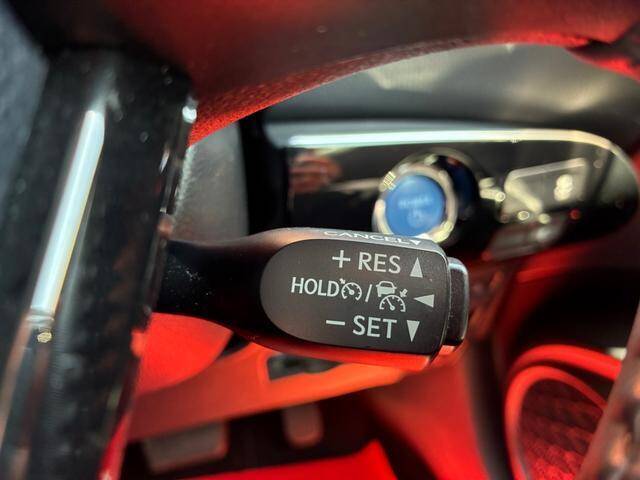 CANCEL▼
+ RES ▲
HOLD / ◀
− SET ▼